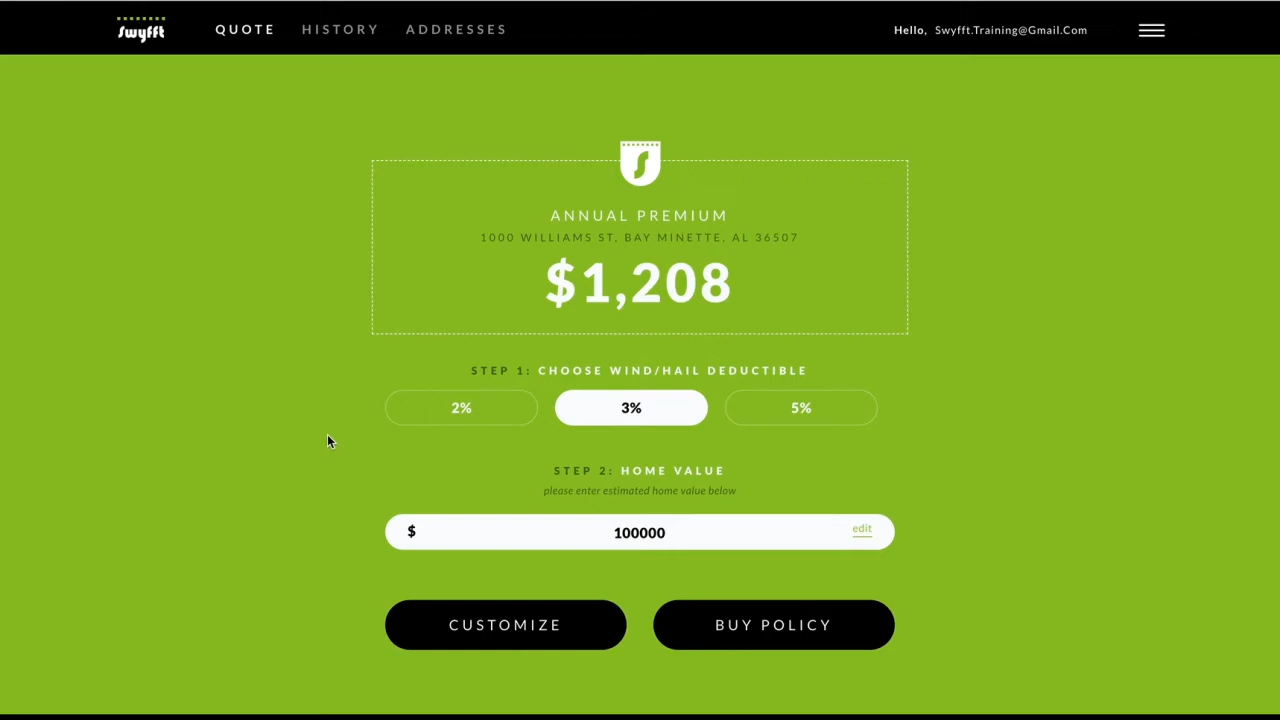 Swyfft
QUOTE HISTORY ADDRESSES
Hello, Swyfft.Training@Gmail.Com
S
ANNUAL PREMIUM
1000 WILLIAMS ST, BAY MINETTE, AL 36507
$1,208
STEP 1: CHOOSE WIND/HAIL DEDUCTIBLE
2% 3% 5%
STEP 2: HOME VALUE
please enter estimated home value below
$ 100000 edit
CUSTOMIZE BUY POLICY